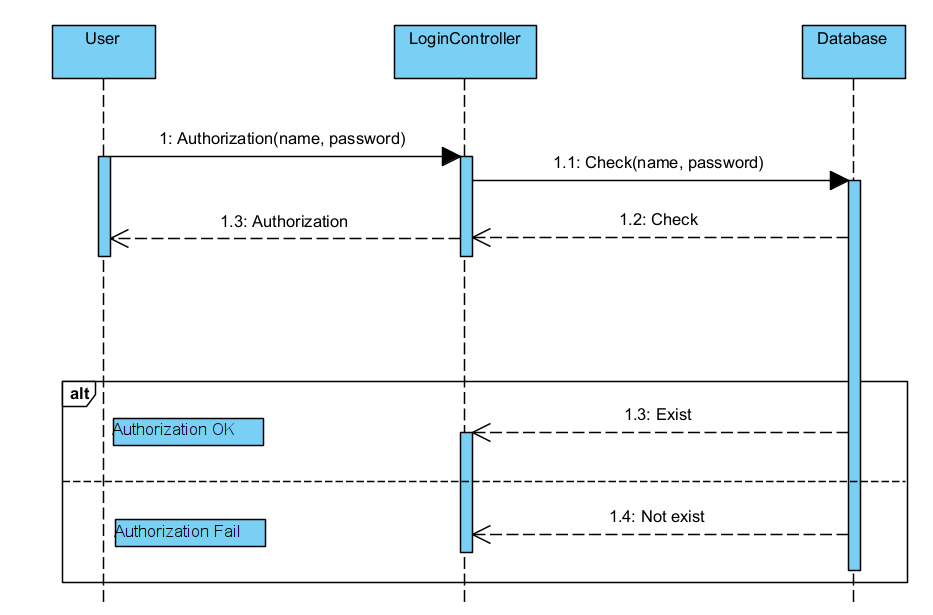 User
LoginController
Database
1: Authorization(name, password)
1.1: Check(name, password)
1.3: Authorization
1.2: Check
alt
1.3: Exist
Authorization OK
1.4: Not exist
Authorization Fail